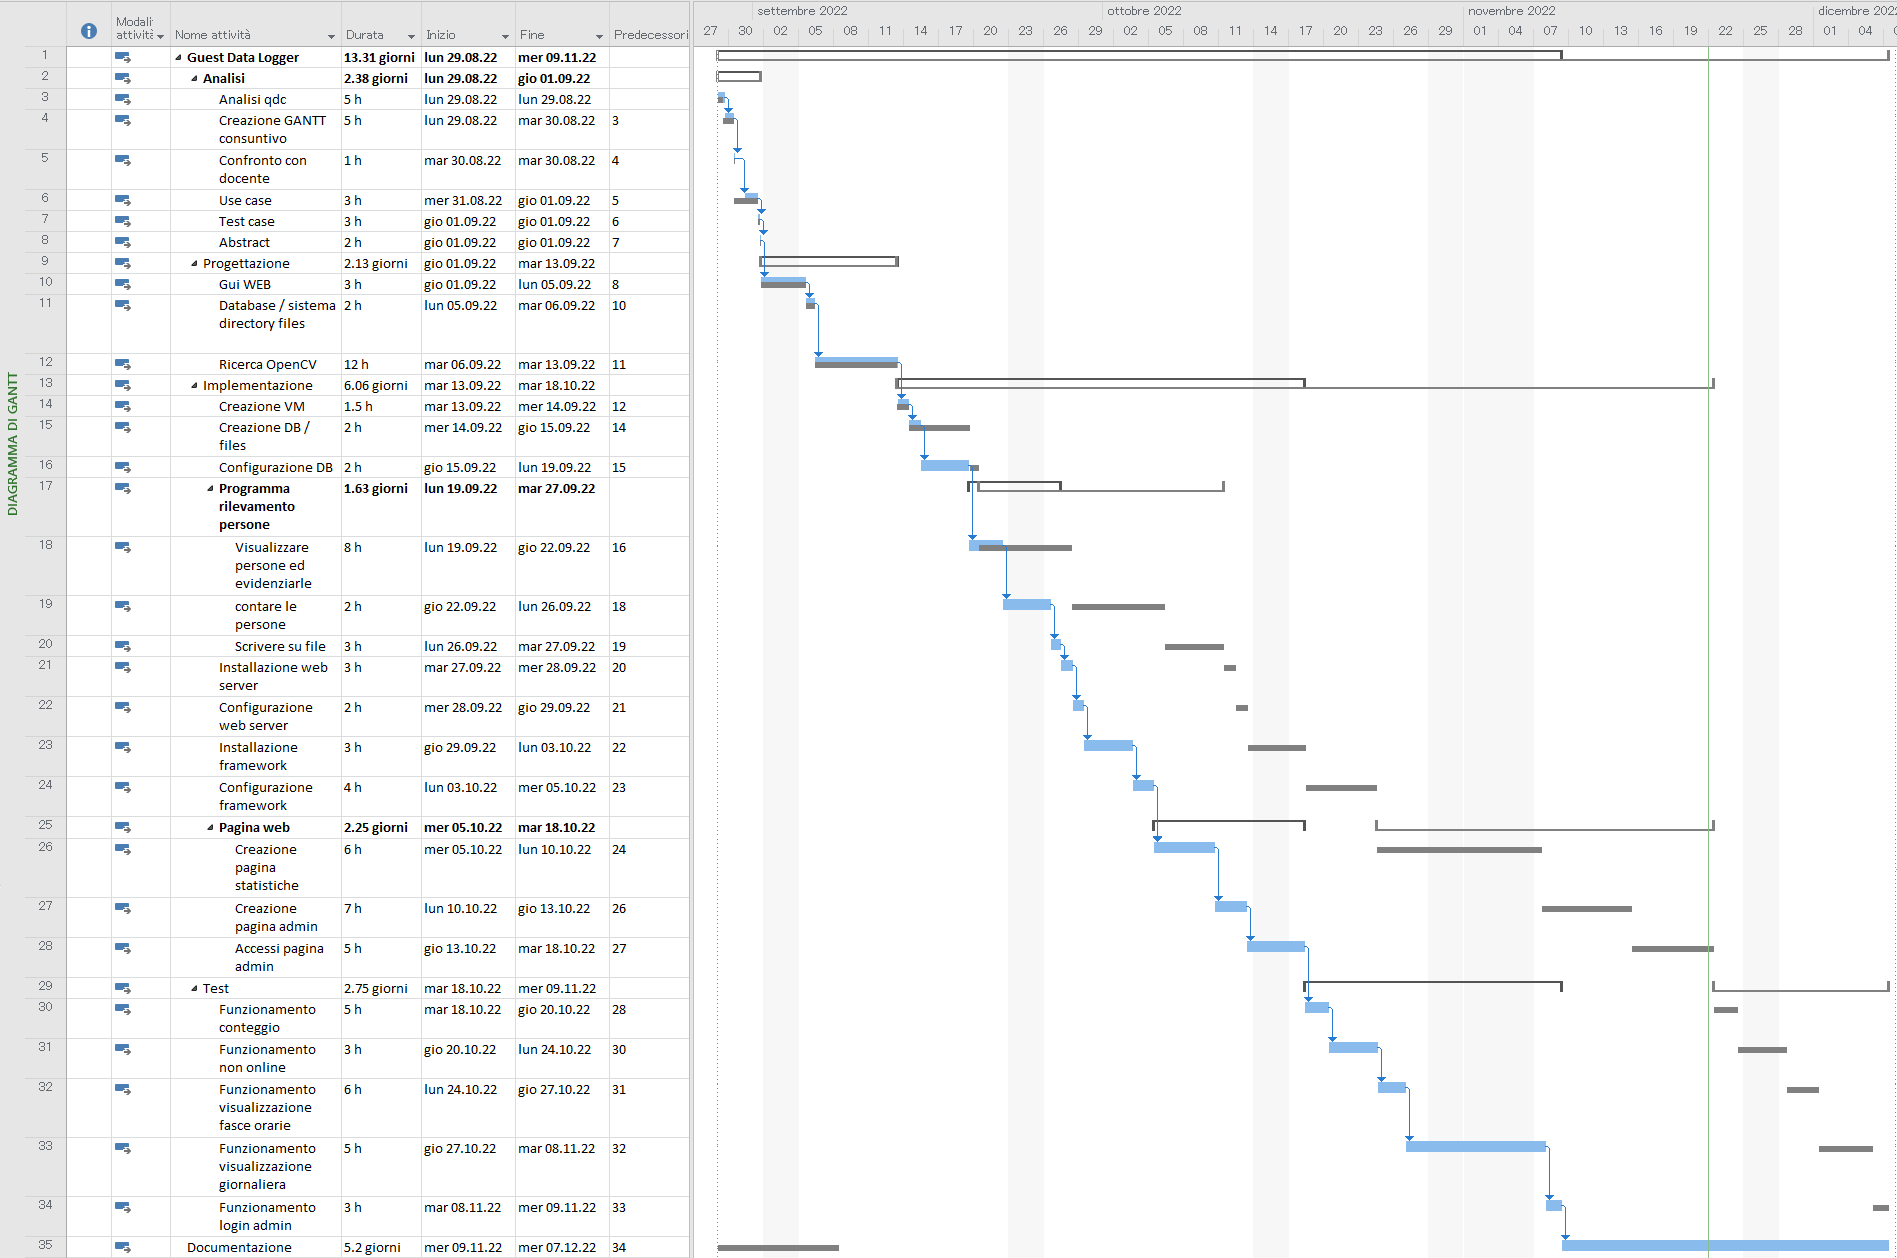 settembre 2022 ottobre 2022 novembre 2022 dicembre 202
Modali
attività Nome attività Durata Inizio Fine Predecessori 27 30 02 05 08 11 14 17 20 23 26 29 02 05 08 11 14 17 20 23 26 29 01 04 07 10 13 16 19 22 25 28 01 04
DIAGRAMMA DI GANTT
1 Guest Data Logger 13.31 giorni lun 29.08.22 mer 09.11.22
2 Analisi 2.38 giorni lun 29.08.22 gio 01.09.22
3 Analisi qdc 5 h lun 29.08.22 lun 29.08.22
4 Creazione GANTT 5 h lun 29.08.22 mar 30.08.22 3
consuntivo
5 Confronto con 1 h mar 30.08.22 mar 30.08.22 4
docente
6 Use case 3 h mer 31.08.22 gio 01.09.22 5
7 Test case 3 h gio 01.09.22 gio 01.09.22 6
8 Abstract 2 h gio 01.09.22 gio 01.09.22 7
9 Progettazione 2.13 giorni gio 01.09.22 mar 13.09.22
10 Gui WEB 3 h gio 01.09.22 lun 05.09.22 8
11 Database / sistema 2 h lun 05.09.22 mar 06.09.22 10
directory files
12 Ricerca OpenCV 12 h mar 06.09.22 mar 13.09.22 11
13 Implementazione 6.06 giorni mar 13.09.22 mar 18.10.22
14 Creazione VM 1.5 h mar 13.09.22 mer 14.09.22 12
15 Creazione DB / 2 h mer 14.09.22 gio 15.09.22 14
files
16 Configurazione DB 2 h gio 15.09.22 lun 19.09.22 15
17 Programma 1.63 giorni lun 19.09.22 mar 27.09.22
rilevamento
persone
18 Visualizzare 8 h lun 19.09.22 gio 22.09.22 16
persone ed
evidenziarle
19 contare le 2 h gio 22.09.22 lun 26.09.22 18
persone
20 Scrivere su file 3 h lun 26.09.22 mar 27.09.22 19
21 Installazione web 3 h mar 27.09.22 mer 28.09.22 20
server
22 Configurazione 2 h mer 28.09.22 gio 29.09.22 21
web server
23 Installazione 3 h gio 29.09.22 lun 03.10.22 22
framework
24 Configurazione 4 h lun 03.10.22 mer 05.10.22 23
framework
25 Pagina web 2.25 giorni mer 05.10.22 mar 18.10.22
26 Creazione 6 h mer 05.10.22 lun 10.10.22 24
pagina
statistiche
27 Creazione 7 h lun 10.10.22 gio 13.10.22 26
pagina admin
28 Accessi pagina 5 h gio 13.10.22 mar 18.10.22 27
admin
29 Test 2.75 giorni mar 18.10.22 mer 09.11.22
30 Funzionamento 5 h mar 18.10.22 gio 20.10.22 28
conteggio
31 Funzionamento 3 h gio 20.10.22 lun 24.10.22 30
non online
32 Funzionamento 6 h lun 24.10.22 gio 27.10.22 31
visualizzazione
fasce orarie
33 Funzionamento 5 h gio 27.10.22 mar 08.11.22 32
visualizzazione
giornaliera
34 Funzionamento 3 h mar 08.11.22 mer 09.11.22 33
login admin
35 Documentazione 5.2 giorni mer 09.11.22 mer 07.12.22 34